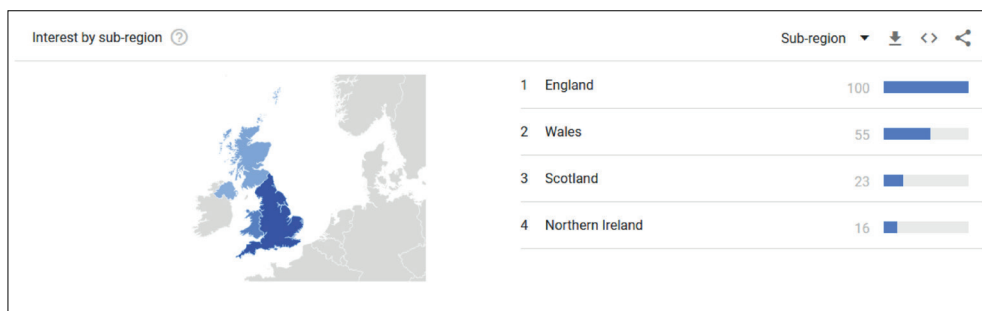 Interest by sub-region
Sub-region
1 England 100
2 Wales 55
3 Scotland 23
4 Northern Ireland 16